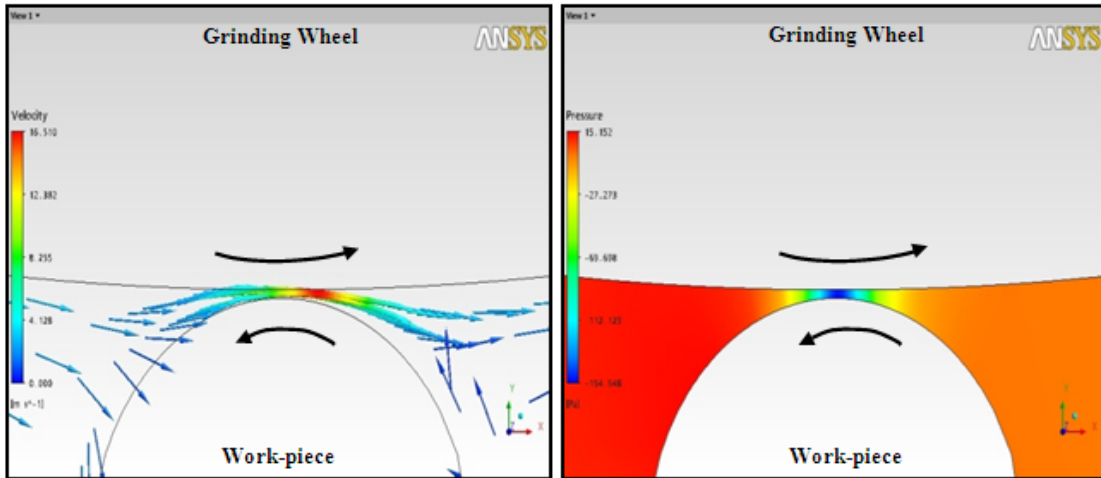 View 1
Grinding Wheel
ANSYS
Velocity
16.510
12.382
8.255
4.128
0.000
[m s^-1]
Y
X
Z
Work-piece
View 1
Grinding Wheel
ANSYS
Pressure
15.152
-27.273
-69.698
-112.123
-154.548
[Pa]
Y
X
Z
Work-piece